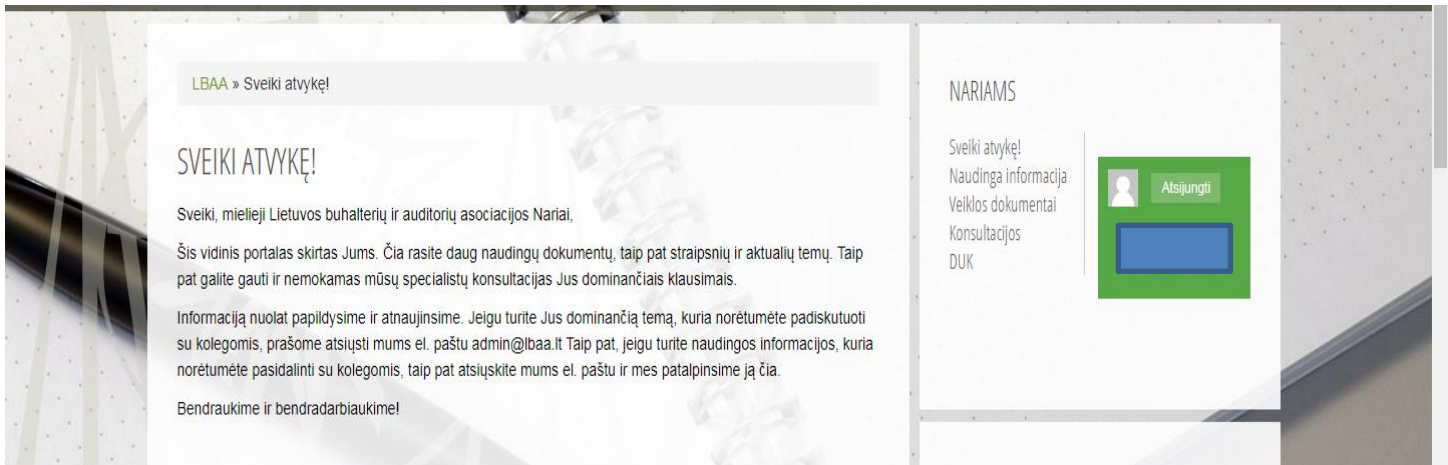 LBAA » Sveiki atvykę!
SVEIKI ATVYKĘ!
Sveiki, mielieji Lietuvos buhalterių ir auditorių asociacijos Nariai,
Šis vidinis portalas skirtas Jums. Čia rasite daug naudingų dokumentų, taip pat straipsnių ir aktualių temų. Taip
pat galite gauti ir nemokamas mūsų specialistų konsultacijas Jus dominančiais klausimais.
Informaciją nuolat papildysime ir atnaujinsime. Jeigu turite Jus dominančią temą, kuria norėtumėte padiskutuoti
su kolegomis, prašome atsiųsti mums el. paštu admin@lbaa.lt Taip pat, jeigu turite naudingos informacijos, kuria
norėtumėte pasidalinti su kolegomis, taip pat atsiųskite mums el. paštu ir mes patalpinsime ją čia.
Bendraukime ir bendradarbiaukime!
NARIAMS
Sveiki atvykę!
Naudinga informacija
Veiklos dokumentai
Konsultacijos
DUK
Atsijungti